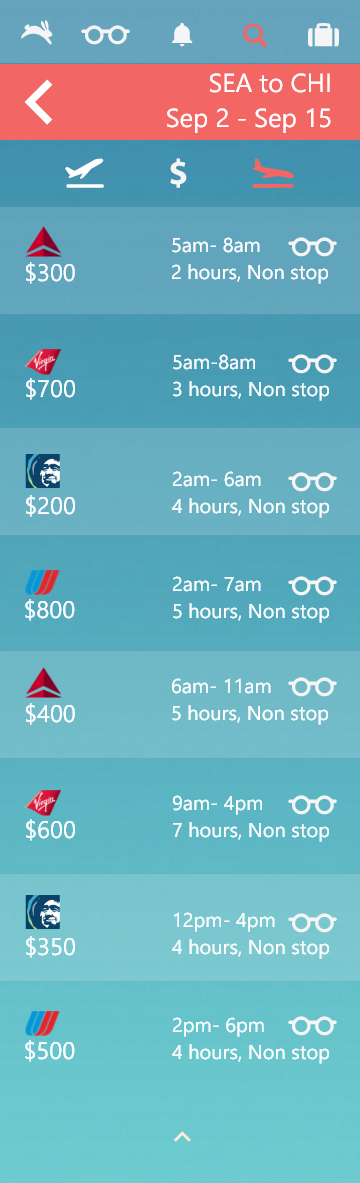 SEA to CHI
Sep 2 - Sep 15
$
5am- 8am
$300
2 hours, Non stop
Virgin
5am-8am
$700
3 hours, Non stop
2am- 6am
$200
4 hours, Non stop
2am- 7am
$800
5 hours, Non stop
6am- 11am
$400
5 hours, Non stop
Virgin
9am- 4pm
$600
7 hours, Non stop
12pm- 4pm
$350
4 hours, Non stop
2pm- 6pm
$500
4 hours, Non stop